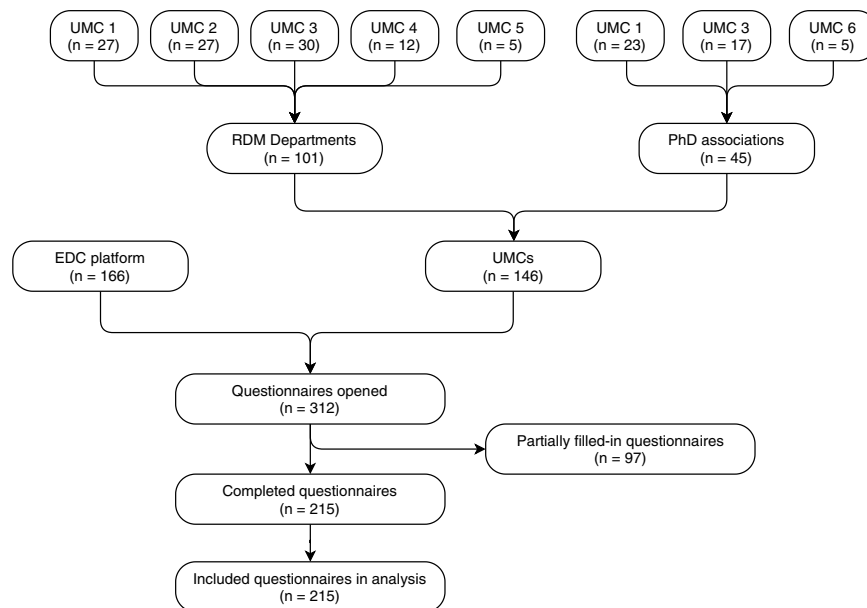 UMC 1
(n = 27)
UMC 2
(n = 27)
UMC 3
(n = 30)
UMC 4
(n = 12)
UMC 5
(n = 5)
UMC 1
(n = 23)
UMC 3
(n = 17)
UMC 6
(n = 5)
RDM Departments
(n = 101)
PhD associations
(n = 45)
EDC platform
(n = 166)
UMCs
(n = 146)
Questionnaires opened
(n = 312)
Partially filled-in questionnaires
(n = 97)
Completed questionnaires
(n = 215)
Included questionnaires in analysis
(n = 215)